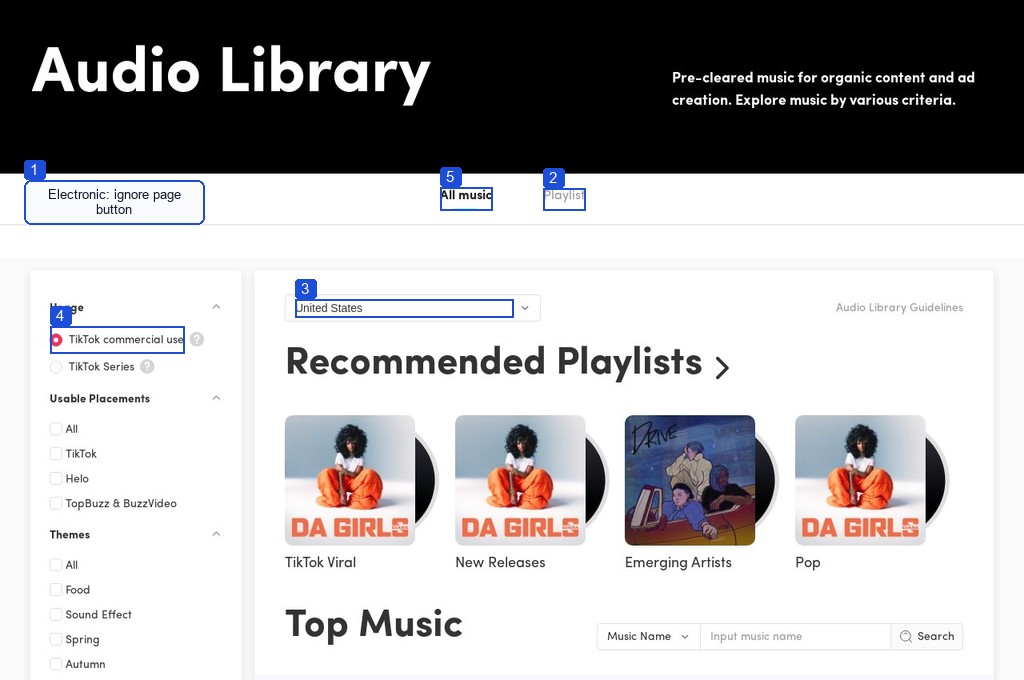 Audio Library
Pre-cleared music for organic content and ad
creation. Explore music by various criteria.
1
Electronic: ignore page
button
5
All music
2
Playlist
Usage
4
TikTok commercial use
?
TikTok Series
?
Usable Placements
All
TikTok
Helo
TopBuzz & BuzzVideo
Themes
All
Food
Sound Effect
Spring
Autumn
3
United States
Audio Library Guidelines
Recommended Playlists
DA GIRLS
DA GIRLS
DRIVE
DA GIRLS
TikTok Viral
New Releases
Emerging Artists
Pop
Top Music
Music Name
Input music name
Search